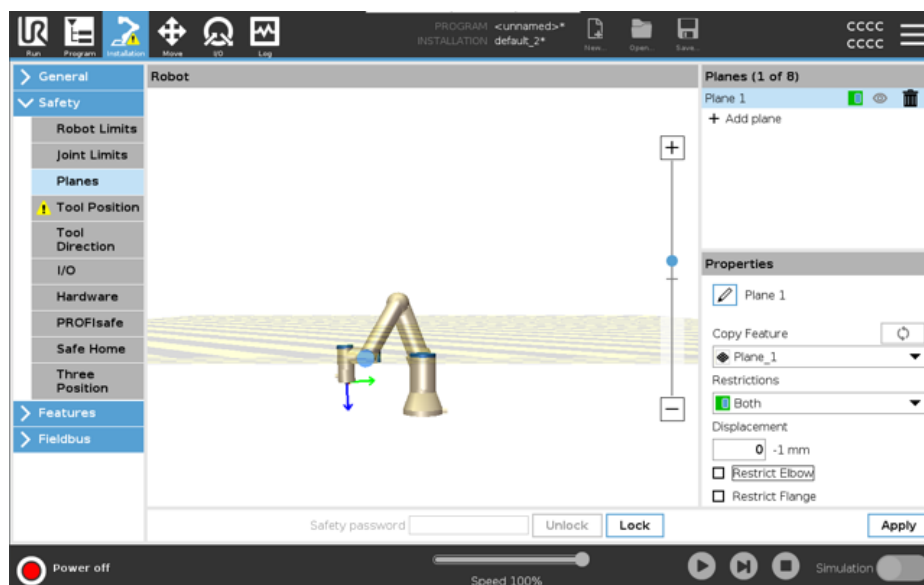 PROGRAM <unnamed>*
INSTALLATION default_2*
UR
Run
Program
Installation
Move
I/O
Log
New...
Open...
Save...
CCCC
CCCC
General
Safety
Robot Limits
Joint Limits
Planes
Tool Position
Tool
Direction
I/O
Hardware
PROFIsafe
Safe Home
Three
Position
Features
Fieldbus
Robot
Planes (1 of 8)
Plane 1
+ Add plane
Properties
Plane 1
Copy Feature
Plane_1
Restrictions
Both
Displacement
0 -1 mm
Restrict Elbow
Restrict Flange
Safety password
Unlock
Lock
Apply
Power off
Speed 100%
Simulation